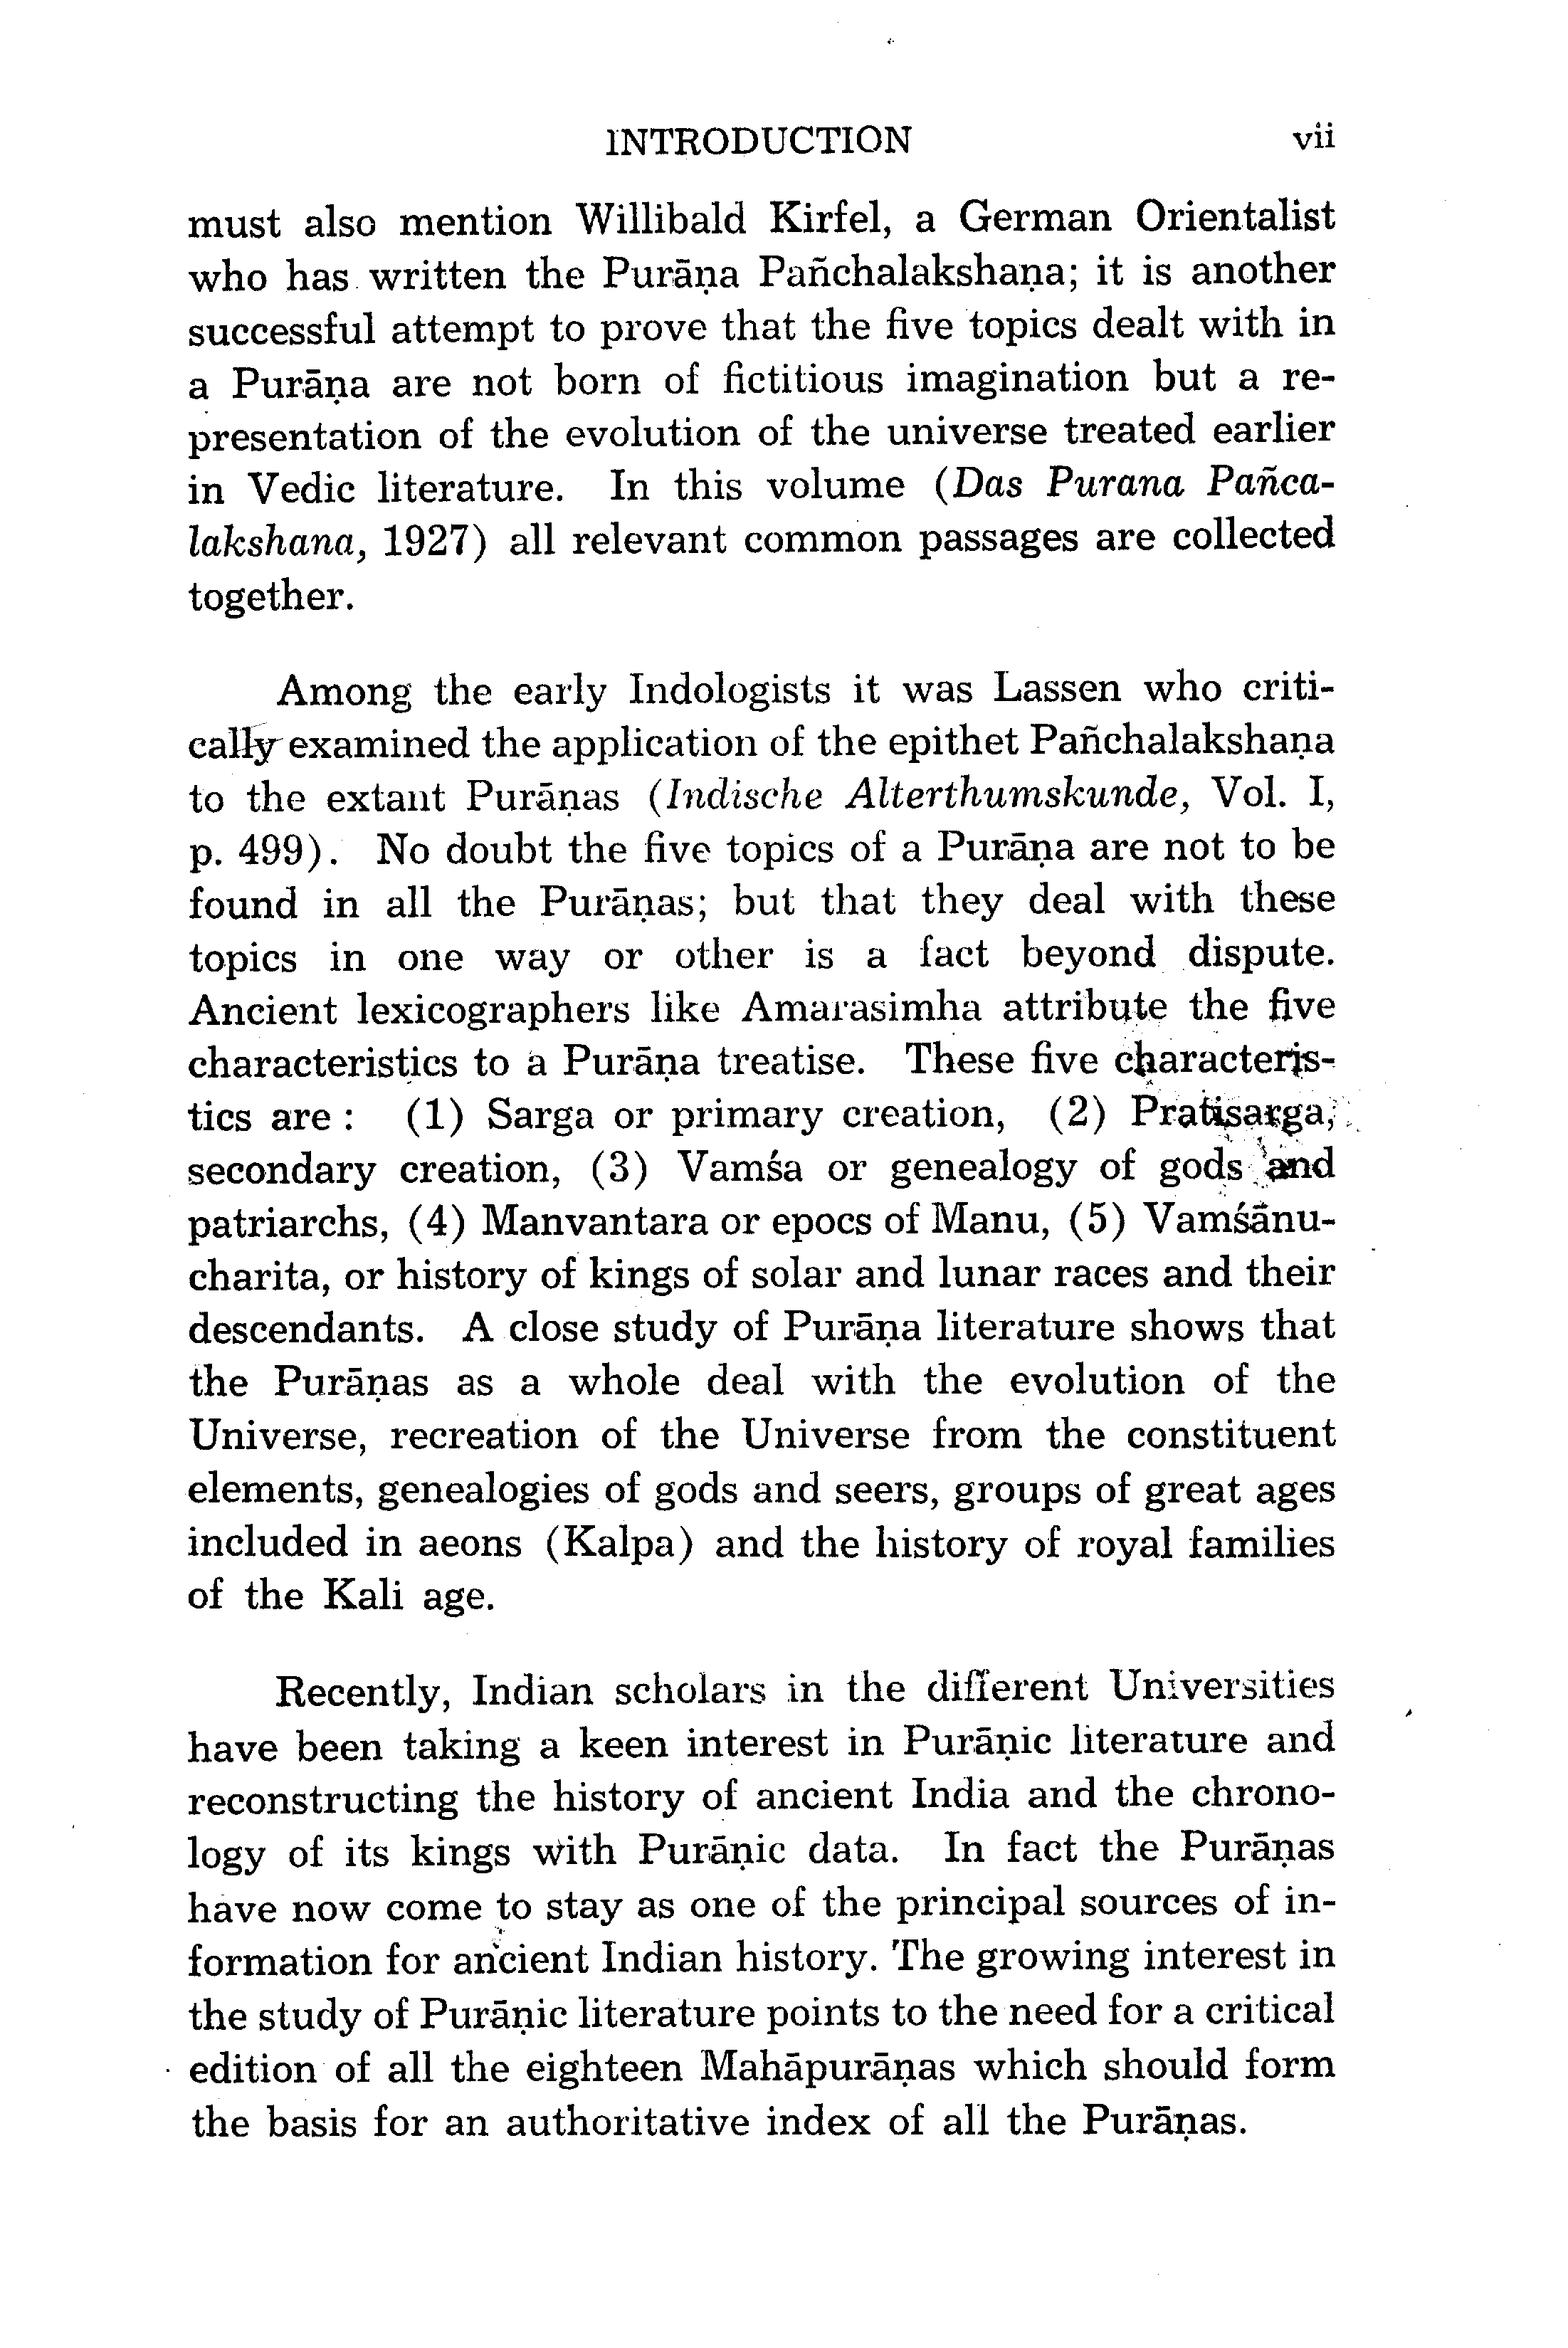 INTRODUCTION vii
must also mention Willibald Kirfel, a German Orientalist
who has written the Purāṇa Pañchalakshaṇa; it is another
successful attempt to prove that the five topics dealt with in
a Purāṇa are not born of fictitious imagination but a re-
presentation of the evolution of the universe treated earlier
in Vedic literature. In this volume (Das Purana Pañca-
lakshana, 1927) all relevant common passages are collected
together.
Among the early Indologists it was Lassen who criti-
cally examined the application of the epithet Pañchalakshaṇa
to the extant Purāṇas (Indische Alterthumskunde, Vol. I,
p. 499). No doubt the five topics of a Purāṇa are not to be
found in all the Purāṇas; but that they deal with these
topics in one way or other is a fact beyond dispute.
Ancient lexicographers like Amarasimha attribute the five
characteristics to a Purāṇa treatise. These five characteris-
tics are : (1) Sarga or primary creation, (2) Pratisarga,
secondary creation, (3) Vamśa or genealogy of gods and
patriarchs, (4) Manvantara or epocs of Manu, (5) Vamśānu-
charita, or history of kings of solar and lunar races and their
descendants. A close study of Purāṇa literature shows that
the Purāṇas as a whole deal with the evolution of the
Universe, recreation of the Universe from the constituent
elements, genealogies of gods and seers, groups of great ages
included in aeons (Kalpa) and the history of royal families
of the Kali age.
Recently, Indian scholars in the different Universities
have been taking a keen interest in Purāṇic literature and
reconstructing the history of ancient India and the chrono-
logy of its kings with Purāṇic data. In fact the Purāṇas
have now come to stay as one of the principal sources of in-
formation for ancient Indian history. The growing interest in
the study of Purāṇic literature points to the need for a critical
edition of all the eighteen Mahāpurāṇas which should form
the basis for an authoritative index of all the Purāṇas.